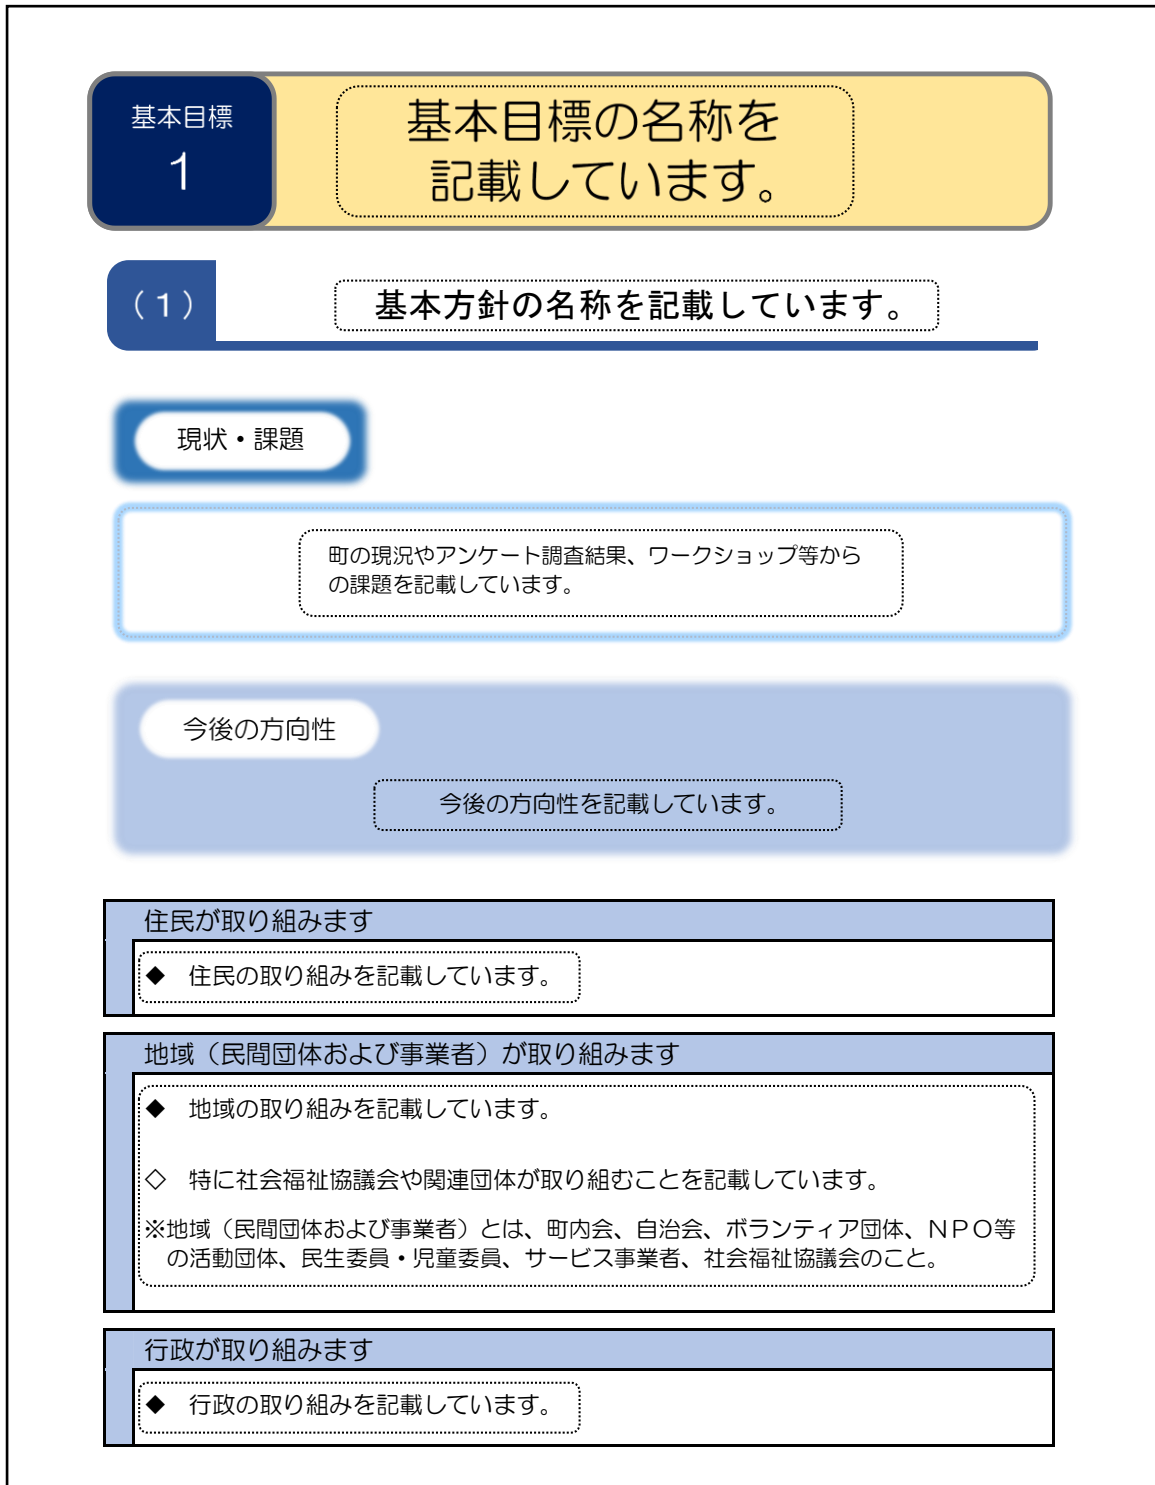 基本目標
1
基本目標の名称を
記載しています。
（1）
基本方針の名称を記載しています。
現状・課題
町の現況やアンケート調査結果、ワークショップ等から
の課題を記載しています。
今後の方向性
今後の方向性を記載しています。
住民が取り組みます
◆　住民の取り組みを記載しています。
地域（民間団体および事業者）が取り組みます
◆　地域の取り組みを記載しています。
◇　特に社会福祉協議会や関連団体が取り組むことを記載しています。
※地域（民間団体および事業者）とは、町内会、自治会、ボランティア団体、ＮＰＯ等
の活動団体、民生委員・児童委員、サービス事業者、社会福祉協議会のこと。
行政が取り組みます
◆　行政の取り組みを記載しています。